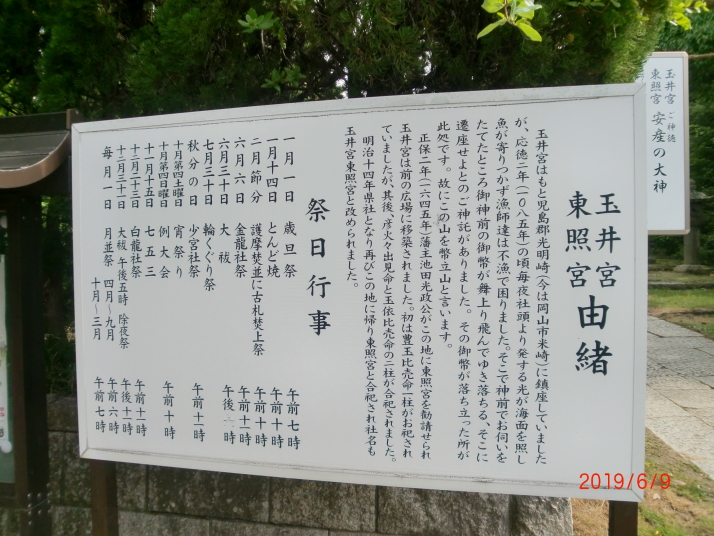 玉井宮
東照宮 由緒
玉井宮はもと児島郡光明崎(今は岡山市米崎)に鎮座していました
が、応徳二年(一〇八五年)の頃毎夜社頭より発する光が海面を照し
魚が寄りつかず漁師達は不漁で困りました。そこで神前でお伺いを
たてたところ御神前の御幣が舞上り飛んでゆき落ちる、そこに
遷座せよとのご神託がありました。その御幣が落ち立った所が
此処です。故にこの山を幣立山と言います。
正保二年(一六四五年)藩主池田光政公がこの地に東照宮を勧請せられ
玉井宮は前の広場に移築されました。初は豊玉比売命一柱がお祀され
ていましたが、其後、彦火々出見命と玉依比売命の二柱が合祀されました。
明治十四年県社となり再びこの地に帰り東照宮と合祀され社名も
玉井宮東照宮と改められました。
祭日行事
一月一日 歳旦祭 午前七時
一月十四日 とんど焼 午前十時
二月節分 護摩焚並に古札焚上祭 午前十時
六月六日 金龍社祭 午前十一時
六月三十日 大祓
七月三十日 輪くぐり祭 午後 時
秋分の日 少宮社祭 午前十一時
十月第四土曜日 宵祭り
十月第四日曜日 例大会 午前十時
十一月十五日 七五三
十二月二十三日 白龍社祭 午前十一時
十二月三十一日 大祓 午後五時 除夜祭 午後十一時
毎月一日 月並祭 四月~九月 午前六時
十月~三月 午前七時
玉井宮
東照宮 ご神徳 安産の大神
2019/6/9